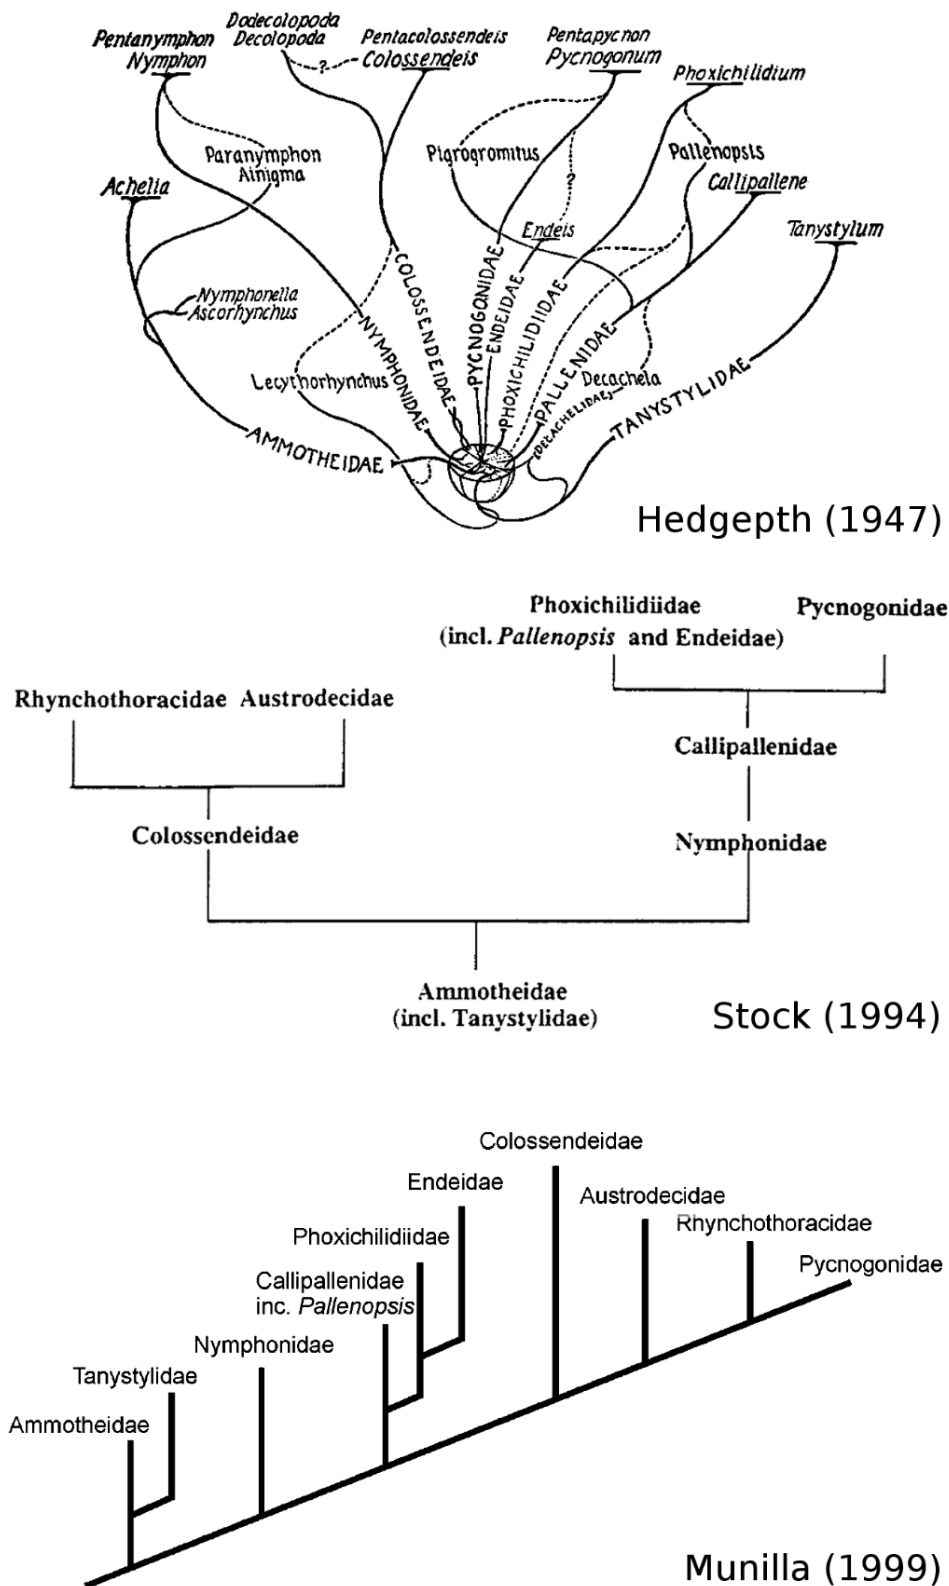 Dodecolopoda
Decolopoda
Pentanymphon
Nymphon
Pentacolossendeis
Colossendeis
Pentapycnon
Pycnogonum
Phoxichilidium
?
Paranymphon
Ainigma
Pigrogromitus
Pallenopsis
Achelia
Callipallene
?
Endeis
Tanystylum
Nymphonella
Ascorhynchus
COLOSSENDEIDAE
PYCNOGONIDAE
ENDEIDAE
PHOXICHILIDIIDAE
NYMPHONIDAE
PALLENIDAE
Lecythorhynchus
Decachela
(DECACHELIDAE)
TANYSTYLIDAE
AMMOTHEIDAE
Hedgepth (1947)
Phoxichilidiidae
(incl. Pallenopsis and Endeidae)
Pycnogonidae
Rhynchothoracidae Austrodecidae
Callipallenidae
Colossendeidae
Nymphonidae
Ammotheidae
(incl. Tanystylidae)
Stock (1994)
Colossendeidae
Endeidae
Austrodecidae
Rhynchothoracidae
Phoxichilidiidae
Pycnogonidae
Callipallenidae
inc. Pallenopsis
Nymphonidae
Tanystylidae
Ammotheidae
Munilla (1999)